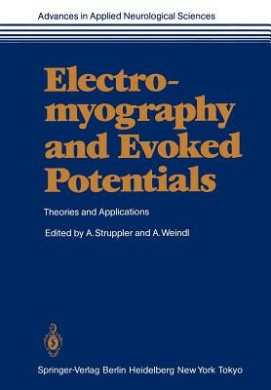 Advances in Applied Neurological Sciences
Electro-
myography
and Evoked
Potentials
Theories and Applications
Edited by A. Struppler and A. Weindl
Springer-Verlag Berlin Heidelberg New York Tokyo